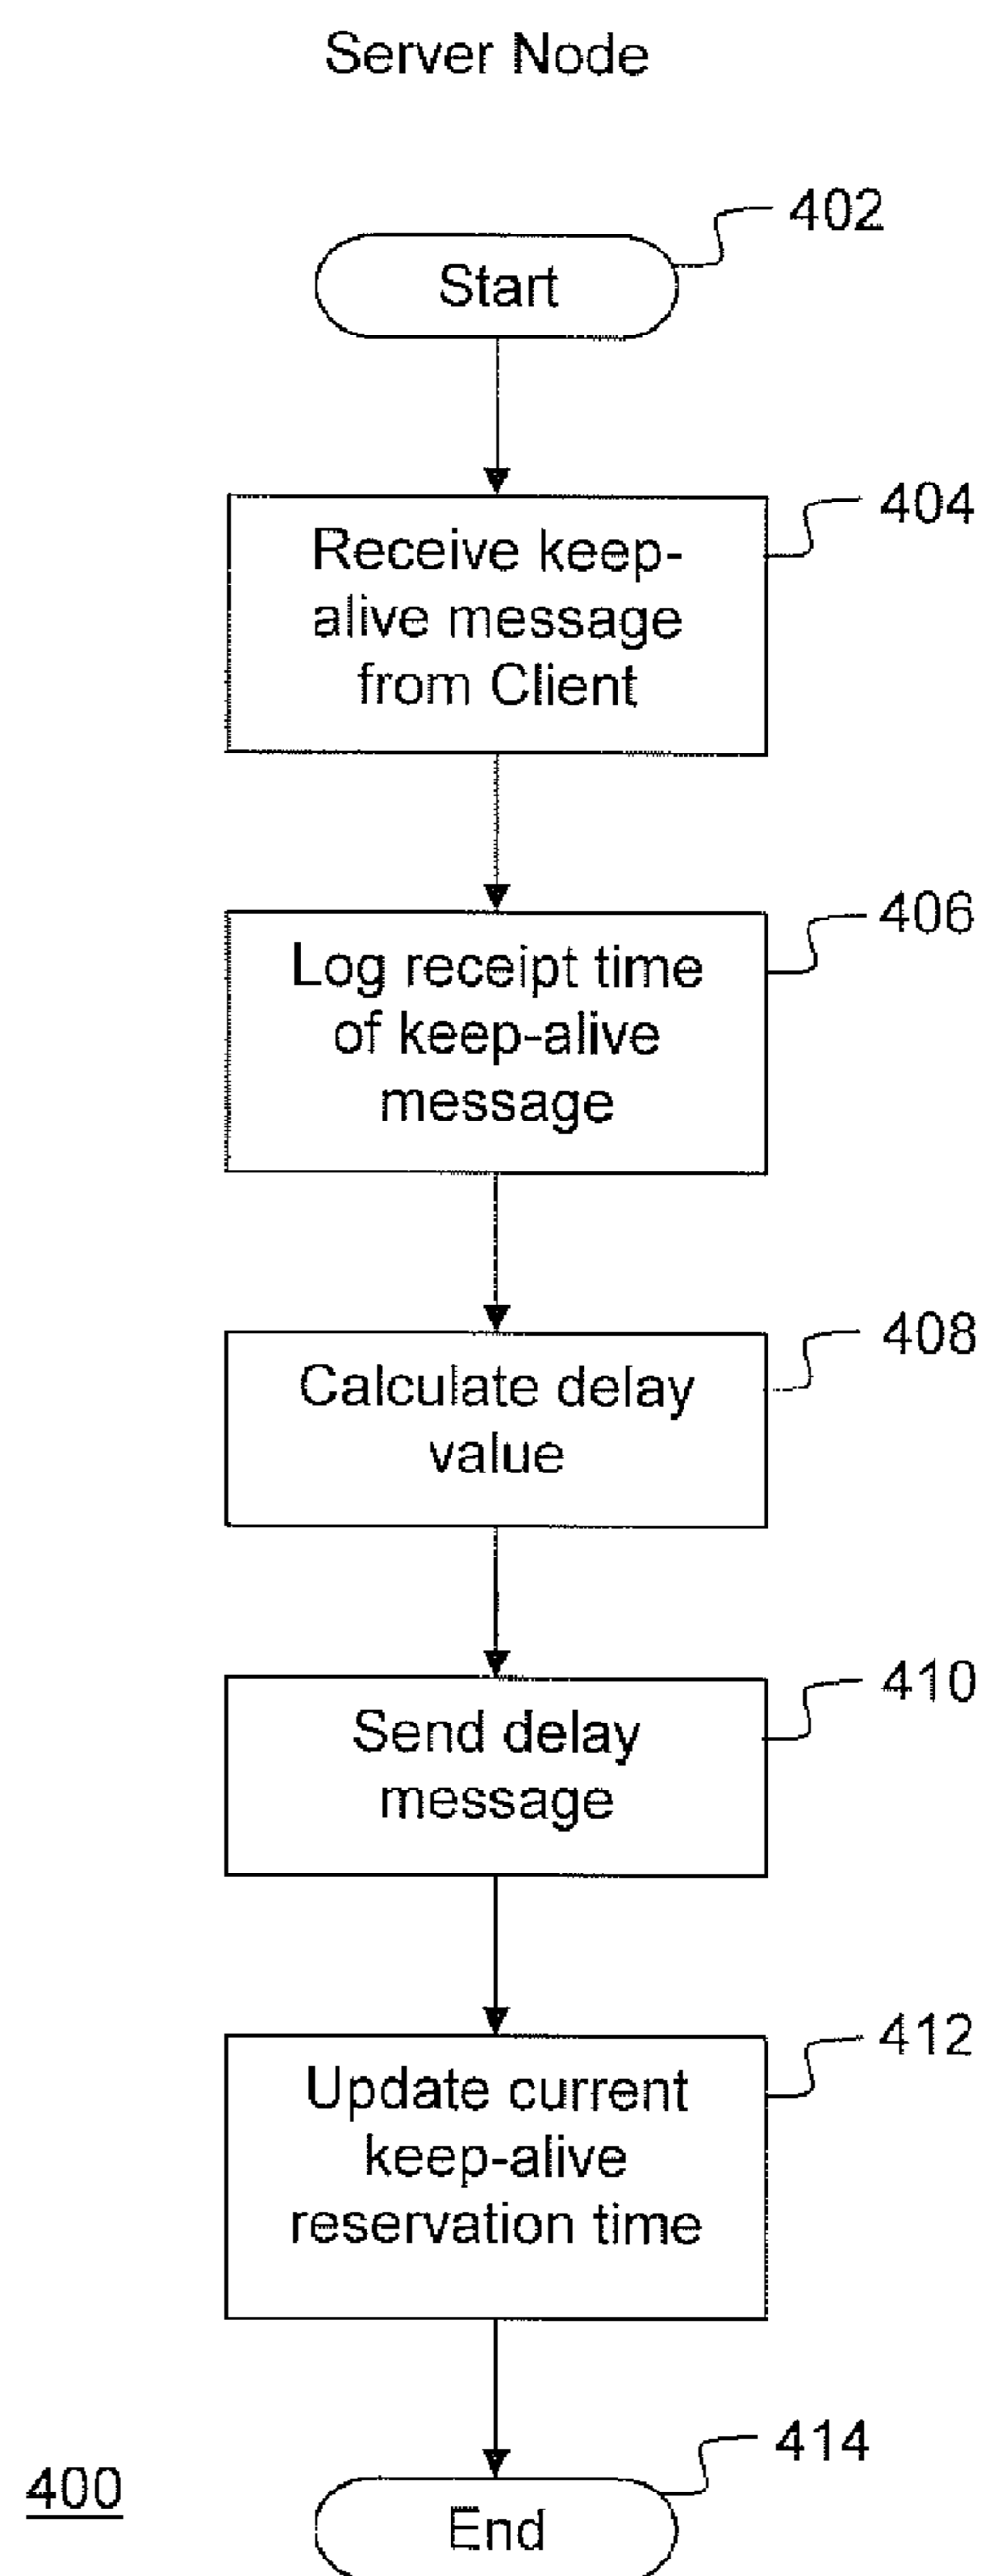 Server Node
402
Start
404
Receive keep-
alive message
from Client
406
Log receipt time
of keep-alive
message
408
Calculate delay
value
410
Send delay
message
412
Update current
keep-alive
reservation time
414
400
End